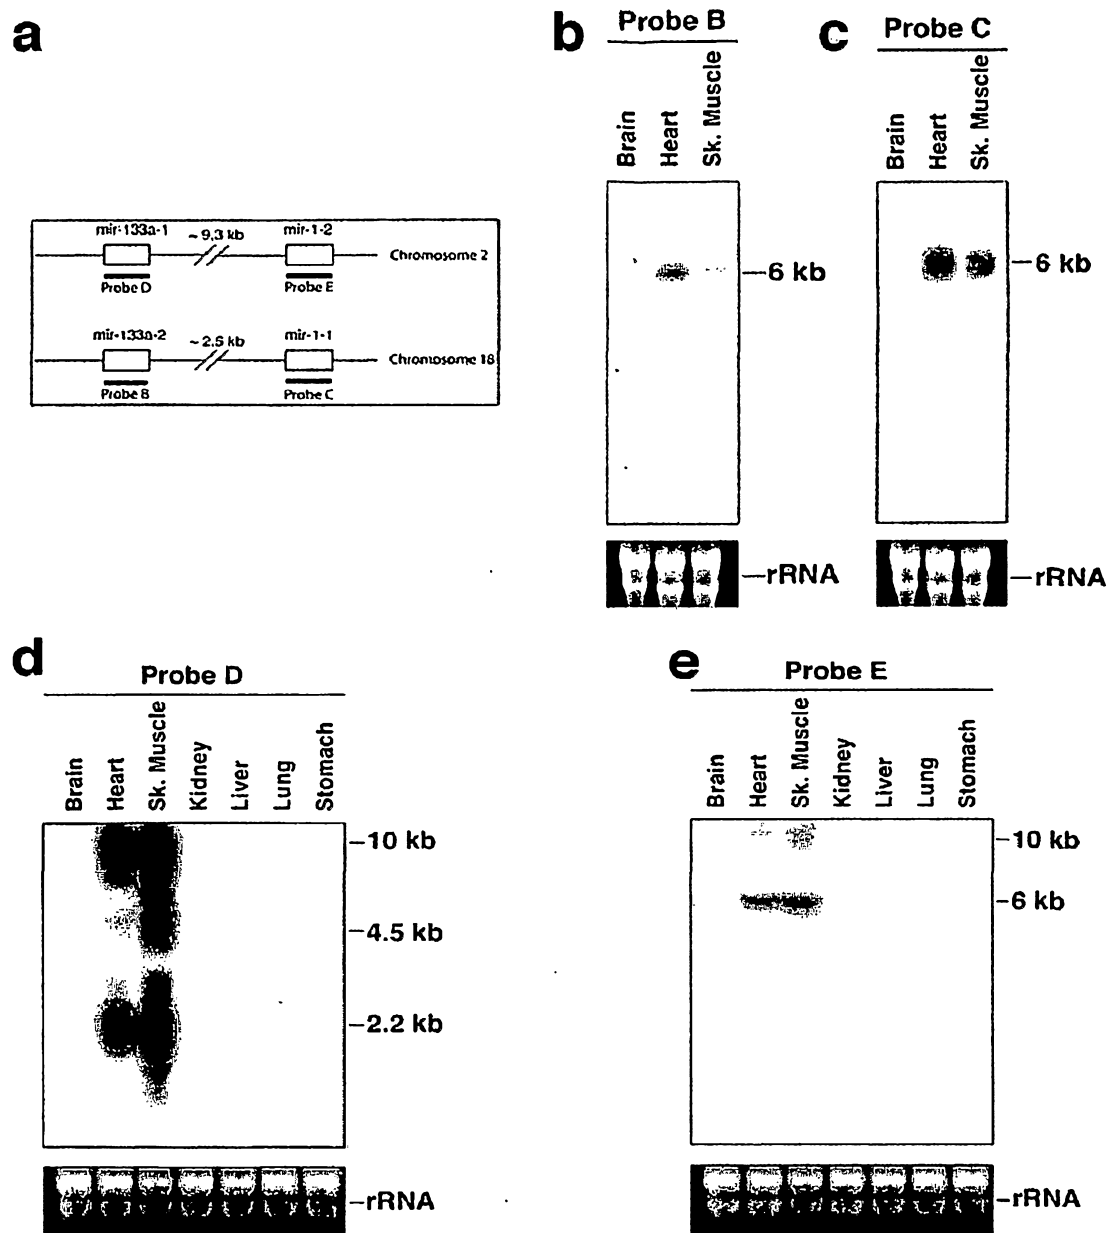 a
mir-133a-1
~ 9.3 kb
mir-1-2
Chromosome 2
Probe D
Probe E
mir-133a-2
~ 2.5 kb
mir-1-1
Chromosome 18
Probe B
Probe C
b
Probe B
Brain
Heart
Sk. Muscle
6 kb
rRNA
c
Probe C
Brain
Heart
Sk. Muscle
6 kb
rRNA
d
Probe D
Brain
Heart
Sk. Muscle
Kidney
Liver
Lung
Stomach
10 kb
4.5 kb
2.2 kb
rRNA
e
Probe E
Brain
Heart
Sk. Muscle
Kidney
Liver
Lung
Stomach
10 kb
6 kb
rRNA